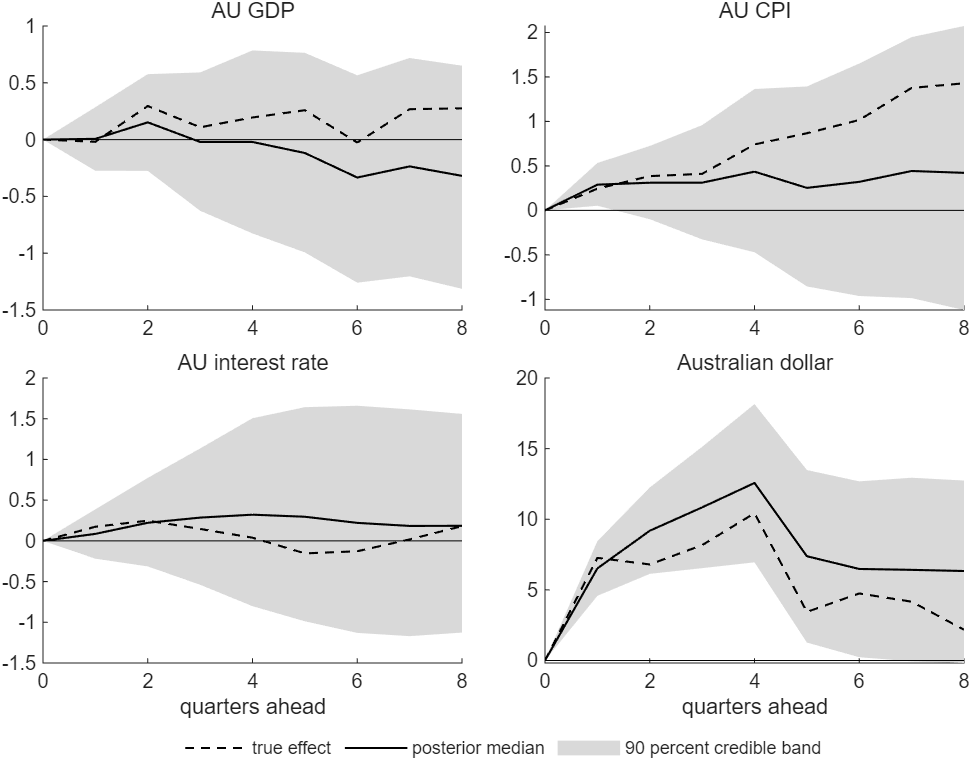 AU GDP
1
0.5
0
-0.5
-1
-1.5
0 2 4 6 8
AU CPI
2
1.5
1
0.5
0
-0.5
-1
0 2 4 6 8
AU interest rate
2
1.5
1
0.5
0
-0.5
-1
-1.5
0 2 4 6 8
quarters ahead
Australian dollar
20
15
10
5
0
0 2 4 6 8
quarters ahead
true effect posterior median 90 percent credible band